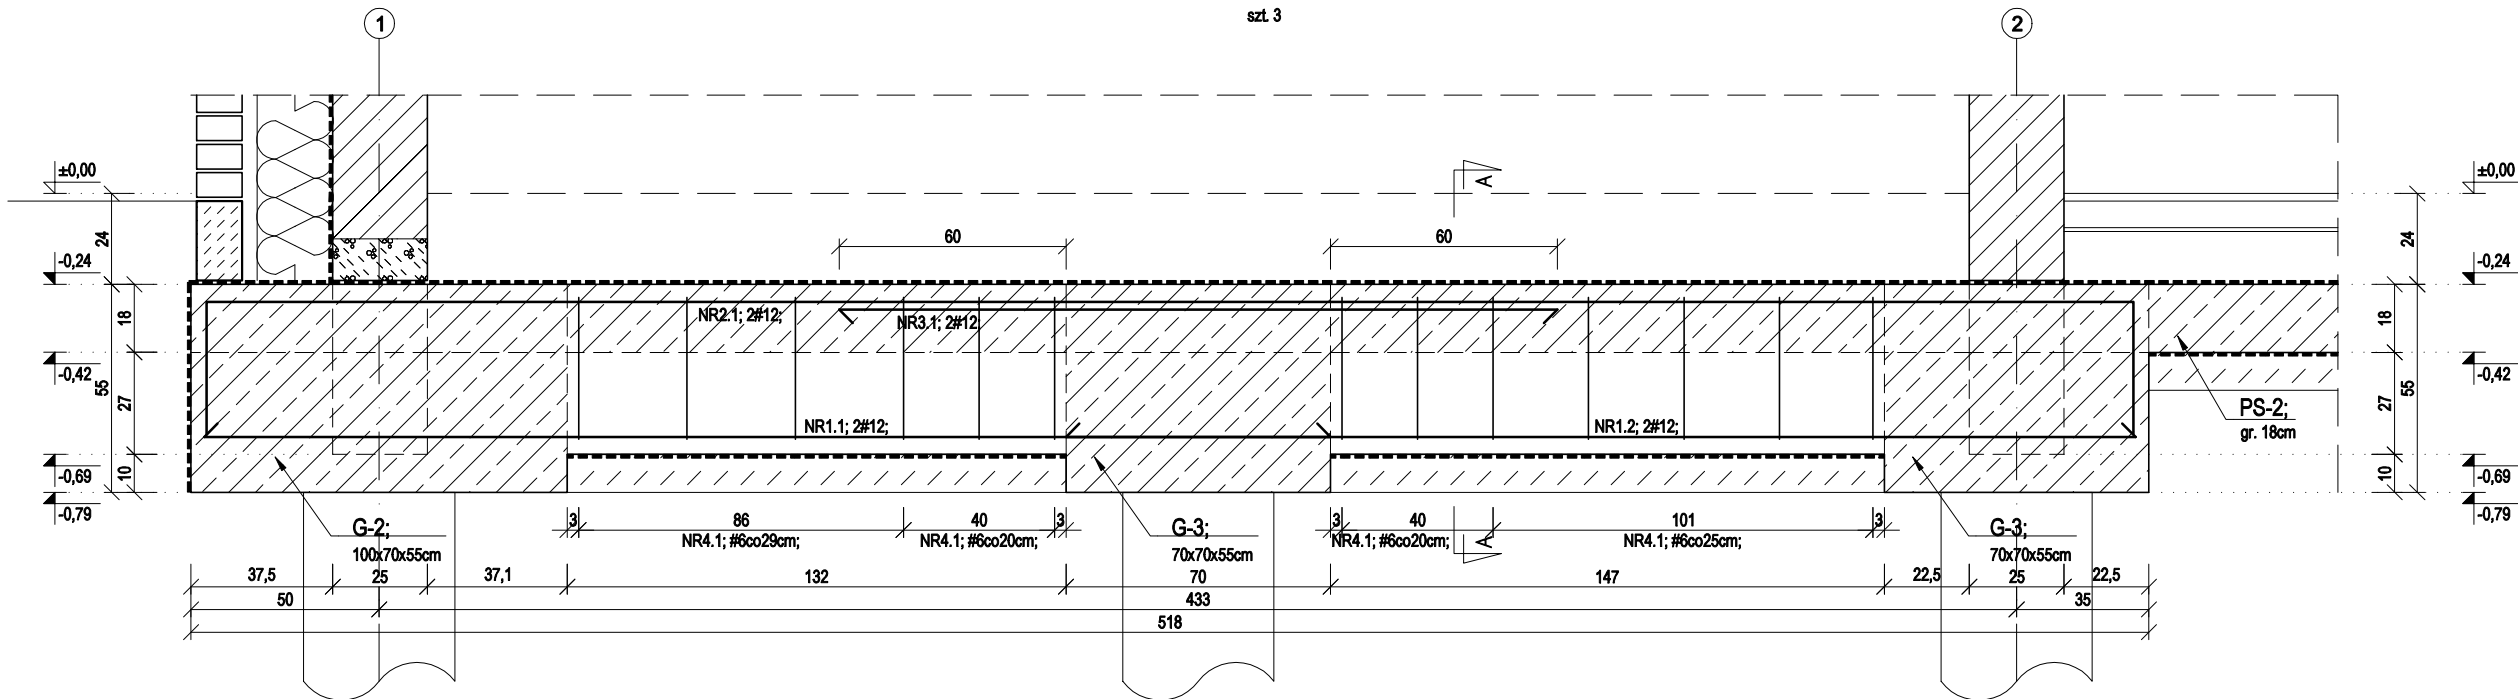 szt. 3
1
2
±0,00
±0,00
24
60
60
A
24
-0,24
-0,24
18
NR2.1; 2#12;
NR3.1; 2#12
18
-0,42
-0,42
55
27
NR1.1; 2#12;
NR1.2; 2#12;
PS-2;
gr. 18cm
27
55
-0,69
10
-0,69
10
-0,79
-0,79
G-2;
100x70x55cm
3
86
40
3
NR4.1; #6co29cm;
NR4.1; #6co20cm;
G-3;
70x70x55cm
3
40
A
101
3
NR4.1; #6co20cm;
NR4.1; #6co25cm;
G-3;
70x70x55cm
37,5
25
37,1
132
70
147
22,5
25
22,5
50
433
35
518